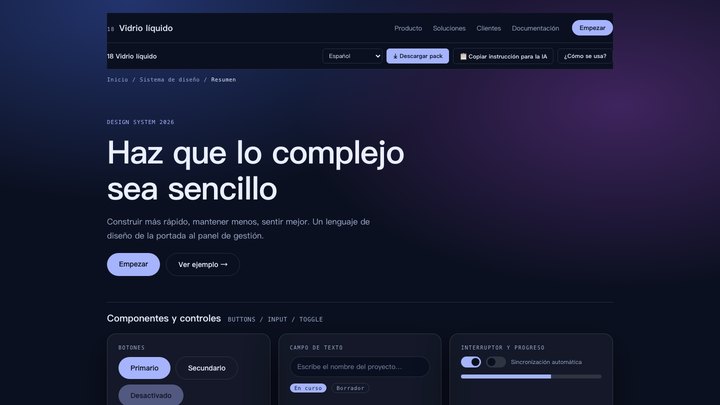 18 Vidrio líquido
Producto Soluciones Clientes Documentación Empezar
18 Vidrio líquido
Español Descargar pack Copiar instrucción para la IA ¿Cómo se usa?
Inicio / Sistema de diseño / Resumen
DESIGN SYSTEM 2026
Haz que lo complejo
sea sencillo
Construir más rápido, mantener menos, sentir mejor. Un lenguaje de
diseño de la portada al panel de gestión.
Empezar Ver ejemplo →
Componentes y controles BUTTONS / INPUT / TOGGLE
BOTONES
Primario Secundario
Desactivado
CAMPO DE TEXTO
Escribe el nombre del proyecto...
En curso Borrador
INTERRUPTOR Y PROGRESO
Sincronización automática